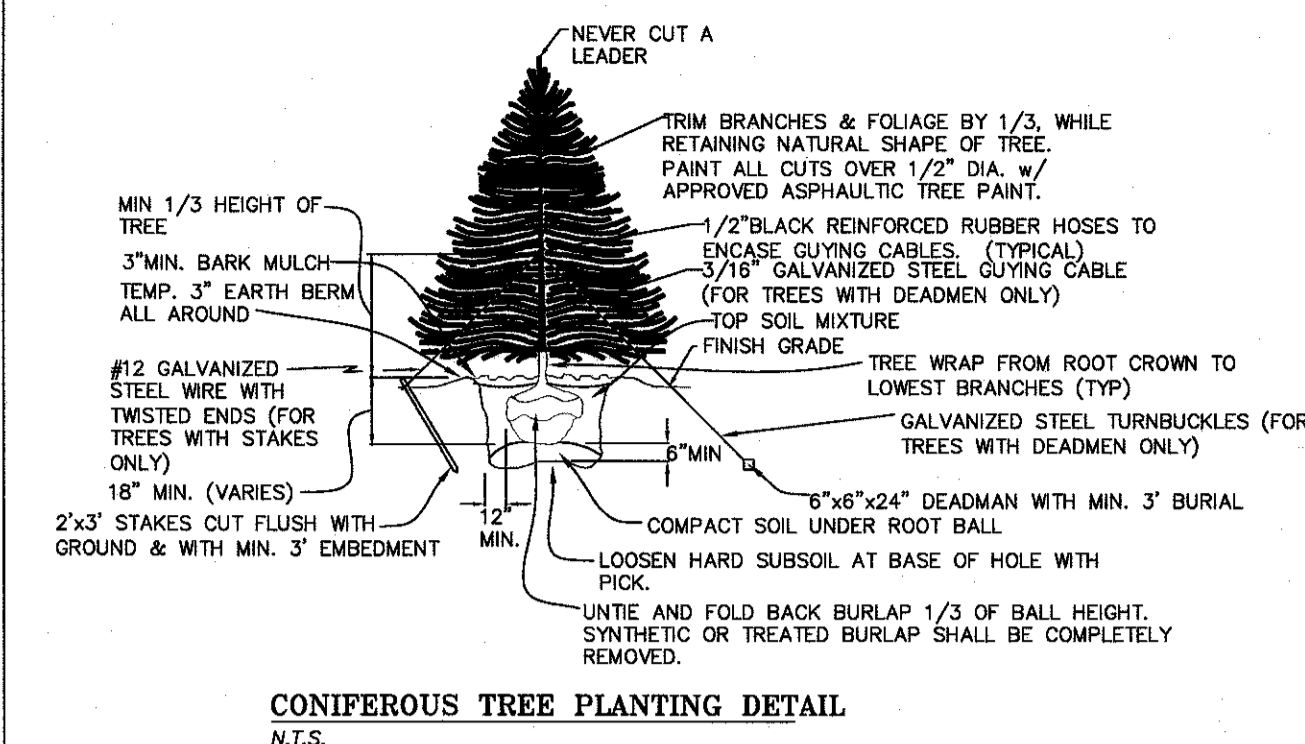 NEVER CUT A
LEADER
TRIM BRANCHES & FOLIAGE BY 1/3, WHILE
RETAINING NATURAL SHAPE OF TREE.
PAINT ALL CUTS OVER 1/2" DIA. w/
APPROVED ASPHAULTIC TREE PAINT.
MIN 1/3 HEIGHT OF
TREE
1/2"BLACK REINFORCED RUBBER HOSES TO
ENCASE GUYING CABLES. (TYPICAL)
3"MIN. BARK MULCH
3/16" GALVANIZED STEEL GUYING CABLE
(FOR TREES WITH DEADMEN ONLY)
TEMP. 3" EARTH BERM
ALL AROUND
TOP SOIL MIXTURE
FINISH GRADE
TREE WRAP FROM ROOT CROWN TO
LOWEST BRANCHES (TYP)
#12 GALVANIZED
STEEL WIRE WITH
TWISTED ENDS (FOR
TREES WITH STAKES
ONLY)
GALVANIZED STEEL TURNBUCKLES (FOR
TREES WITH DEADMEN ONLY)
6"MIN
18" MIN. (VARIES)
6"x6"x24" DEADMAN WITH MIN. 3' BURIAL
2'x3' STAKES CUT FLUSH WITH
GROUND & WITH MIN. 3' EMBEDMENT
12"
MIN.
COMPACT SOIL UNDER ROOT BALL
LOOSEN HARD SUBSOIL AT BASE OF HOLE WITH
PICK.
UNTIE AND FOLD BACK BURLAP 1/3 OF BALL HEIGHT.
SYNTHETIC OR TREATED BURLAP SHALL BE COMPLETELY
REMOVED.
CONIFEROUS TREE PLANTING DETAIL
N.T.S.